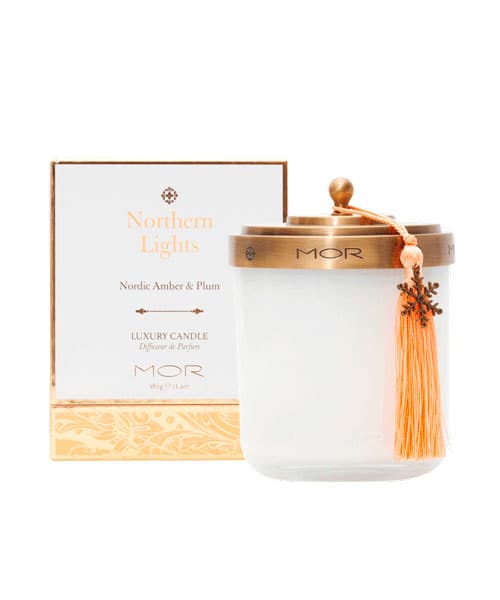 Northern
Lights
Nordic Amber & Plum
LUXURY CANDLE
Diffuseur de Parfum
MOR
MOR